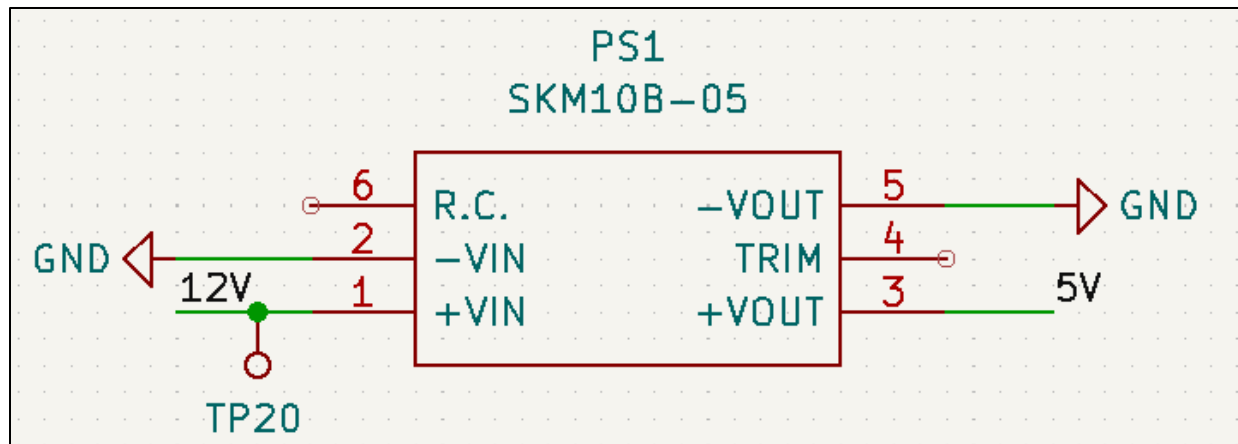 PS1
SKM10B-05
6 R.C. -VOUT 5 GND
GND 2 -VIN TRIM 4
12V 1 +VIN +VOUT 3 5V
TP20